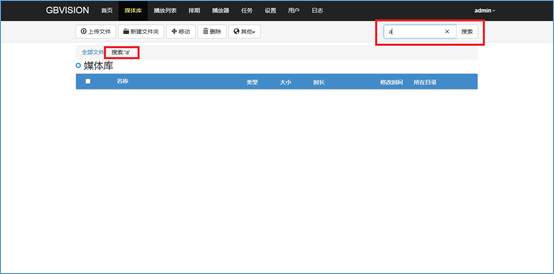 GBVISION 首页 媒体库 播放列表 排期 播放器 任务 设置 用户 日志 admin
上传文件 新建文件夹 移动 删除 其他 a 搜索
全部文件 搜索:'a'
媒体库
名称 类型 大小 时长 修改时间 所在目录